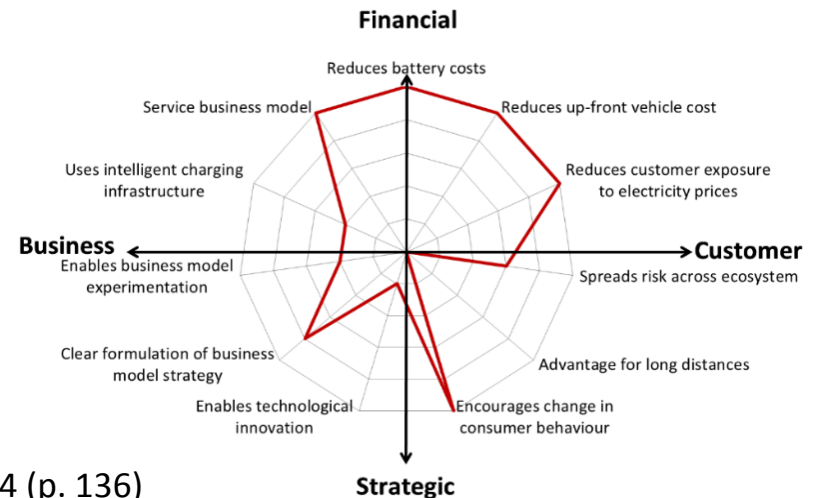 Financial
Reduces battery costs
Service business model
Reduces up-front vehicle cost
Uses intelligent charging
infrastructure
Reduces customer exposure
to electricity prices
Business
Customer
Enables business model
experimentation
Spreads risk across ecosystem
Clear formulation of business
model strategy
Advantage for long distances
Enables technological
innovation
Encourages change in
consumer behaviour
4 (p. 136)
Strategic